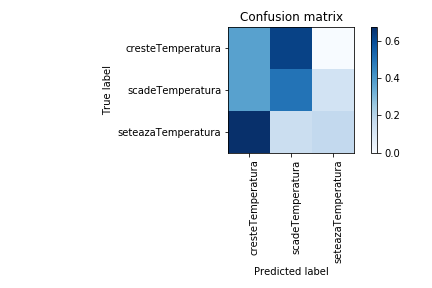 Confusion matrix
cresteTemperatura
scadeTemperatura
seteazaTemperatura
True label
cresteTemperatura
scadeTemperatura
seteazaTemperatura
Predicted label
0.6
0.4
0.2
0.0